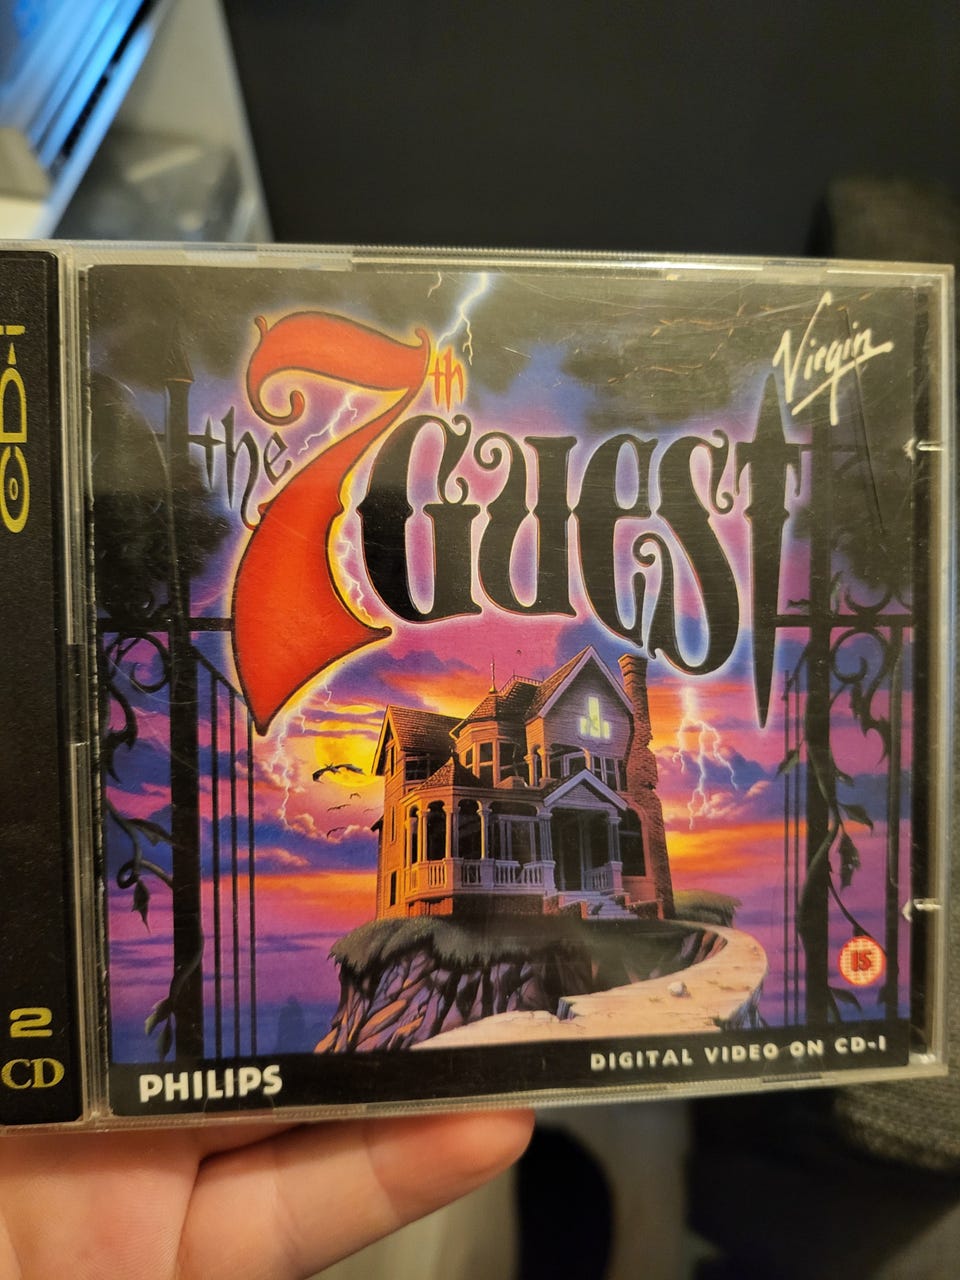 CD-i
2
CD
Virgin
the 7th Guest
15
PHILIPS
DIGITAL VIDEO ON CD-I